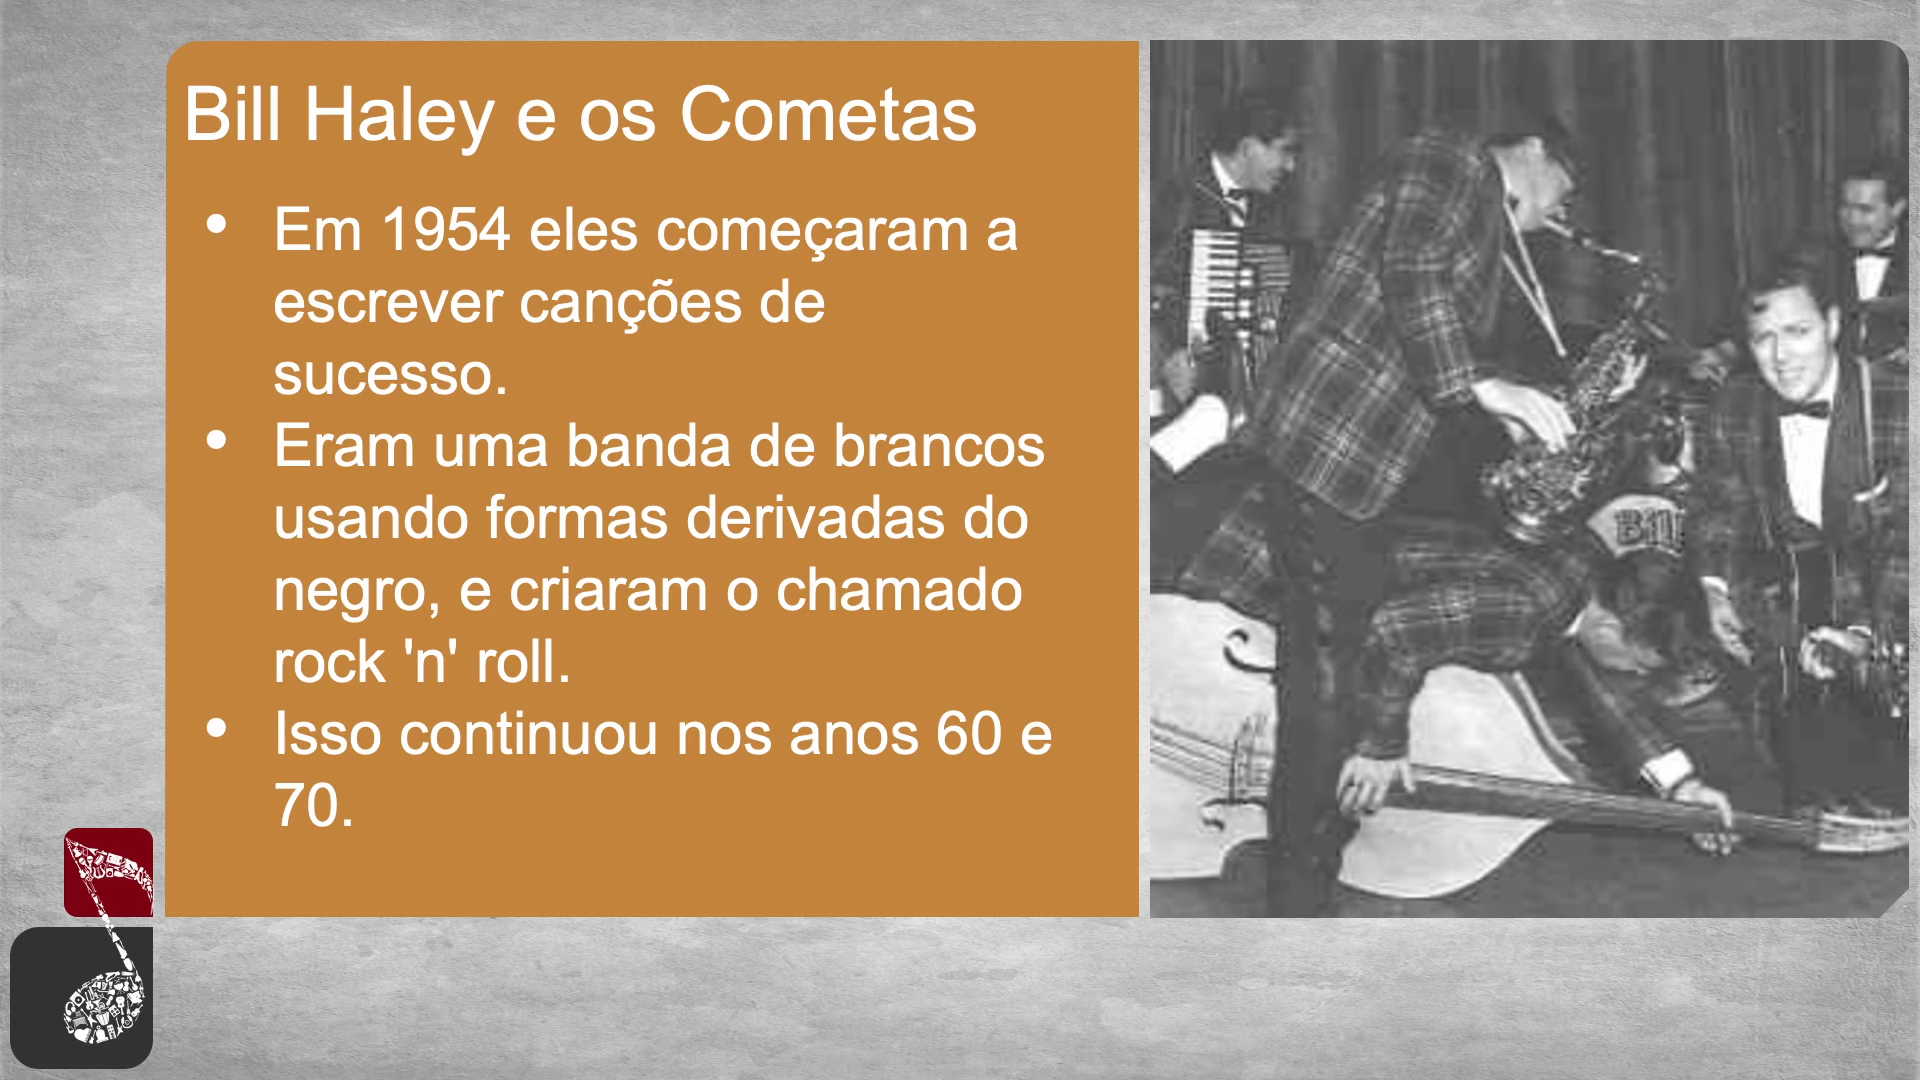 Bill Haley e os Cometas
• Em 1954 eles começaram a
escrever canções de
sucesso.
• Eram uma banda de brancos
usando formas derivadas do
negro, e criaram o chamado
rock 'n' roll.
• Isso continuou nos anos 60 e
70.
Bill